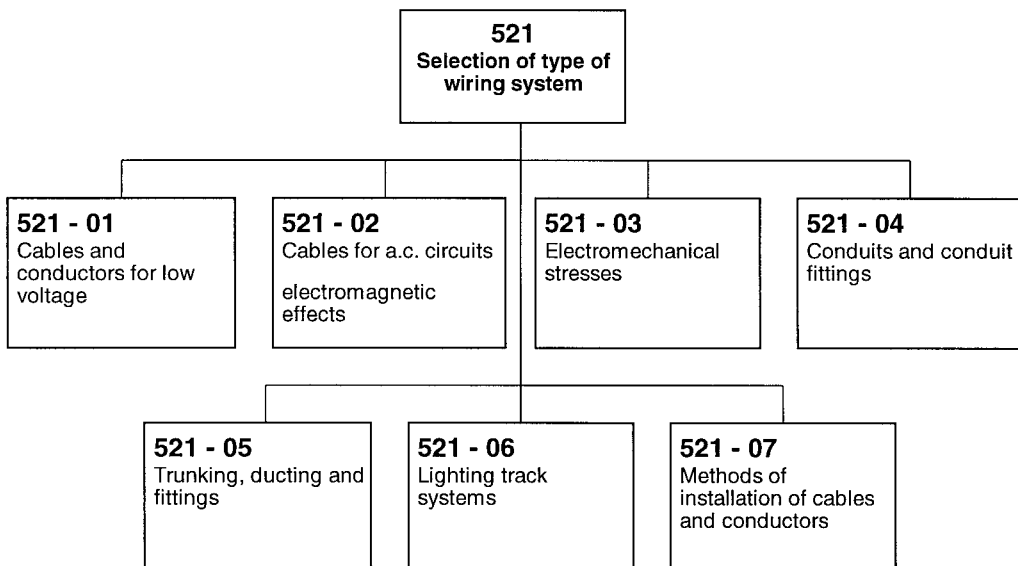 521
Selection of type of
wiring system
521 - 01
Cables and
conductors for low
voltage
521 - 02
Cables for a.c. circuits
electromagnetic
effects
521 - 03
Electromechanical
stresses
521 - 04
Conduits and conduit
fittings
521 - 05
Trunking, ducting and
fittings
521 - 06
Lighting track
systems
521 - 07
Methods of
installation of cables
and conductors